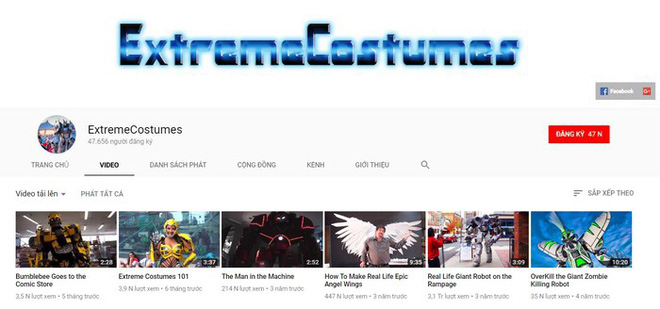 ExtremeCostumes
Facebook
ExtremeCostumes
47.656 người đăng ký
ĐĂNG KÝ 47 N
TRANG CHỦ VIDEO DANH SÁCH PHÁT CỘNG ĐỒNG KÊNH GIỚI THIỆU
Video tải lên PHÁT TẤT CẢ SẮP XẾP THEO
2:28 3:37 2:52 9:35 3:09 10:20
Bumblebee Goes to the
Comic Store
3,5 N lượt xem • 5 tháng trước
Extreme Costumes 101
3,9 N xem • 6 tháng trước
The Man in the Machine
214 N lượt xem • 3 năm trước
How To Make Real Life Epic
Angel Wings
447 N lượt xem • 3 năm trước
Real Life Giant Robot on the
Rampage
3,1 Tr lượt xem • 3 năm trước
OverKill the Giant Zombie
Killing Robot
35 N lượt xem • 4 năm trước